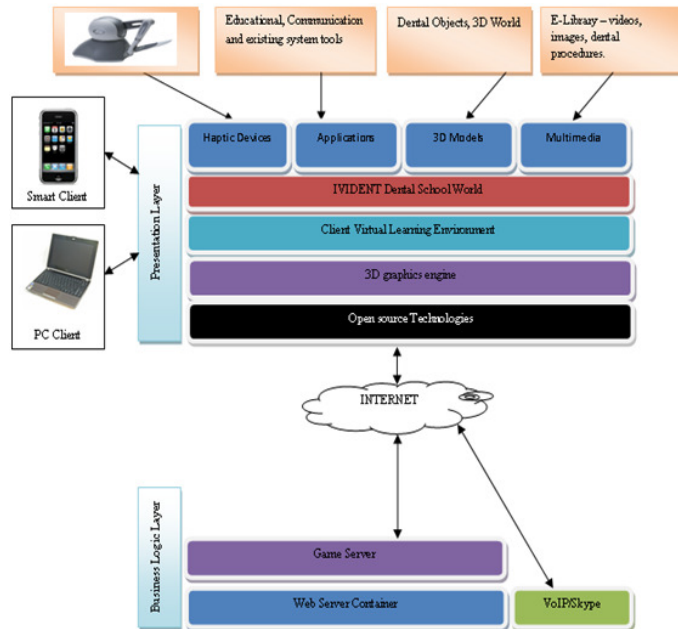 Educational, Communication
and existing system tools
Dental Objects, 3D World
E-Library – videos,
images, dental
procedures.
Smart Client
PC Client
Presentation Layer
Haptic Devices
Applications
3D Models
Multimedia
IVIDENT Dental School World
Client Virtual Learning Environment
3D graphics engine
Open source Technologies
INTERNET
Business Logic Layer
Game Server
Web Server Container
VoIP/Skype